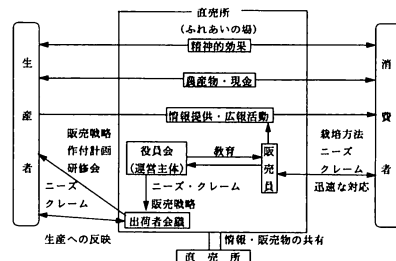 直売所
(ふれあいの場)
生産者
消費者
精神的効果
農産物・現金
情報提供・広報活動
販売戦略
作付計画
研修会
ニーズ
クレーム
役員会
(運営主体)
教育
販売員
栽培方法
ニーズ
クレーム
迅速な対応
ニーズ・クレーム
販売戦略
出荷者会議
生産への反映
情報・販売物の共有
直売所